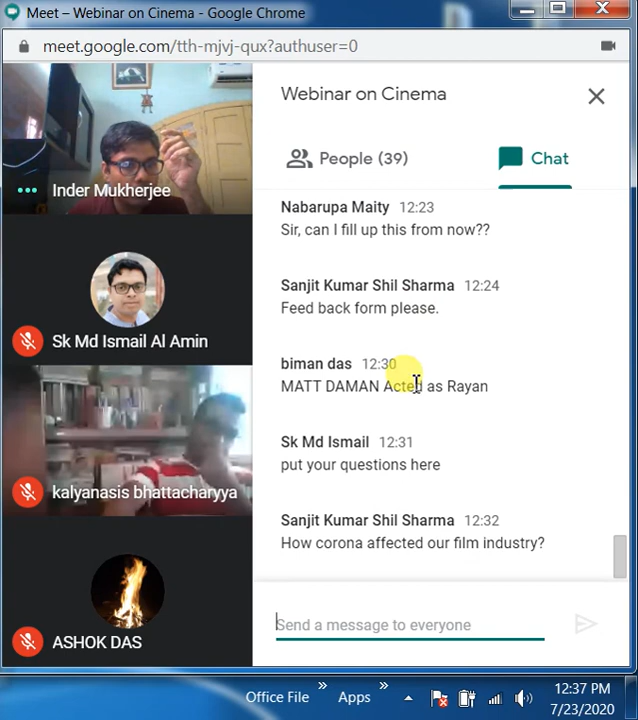 Meet – Webinar on Cinema - Google Chrome
meet.google.com/tth-mjvj-qux?authuser=0
Webinar on Cinema
People (39)
Chat
Inder Mukherjee
Sk Md Ismail Al Amin
kalyanasis bhattacharyya
ASHOK DAS
Nabarupa Maity 12:23
Sir, can I fill up this from now??
Sanjit Kumar Shil Sharma 12:24
Feed back form please.
biman das 12:30
MATT DAMAN Acted as Rayan
Sk Md Ismail 12:31
put your questions here
Sanjit Kumar Shil Sharma 12:32
How corona affected our film industry?
Send a message to everyone
Office File » Apps »
12:37 PM
7/23/2020